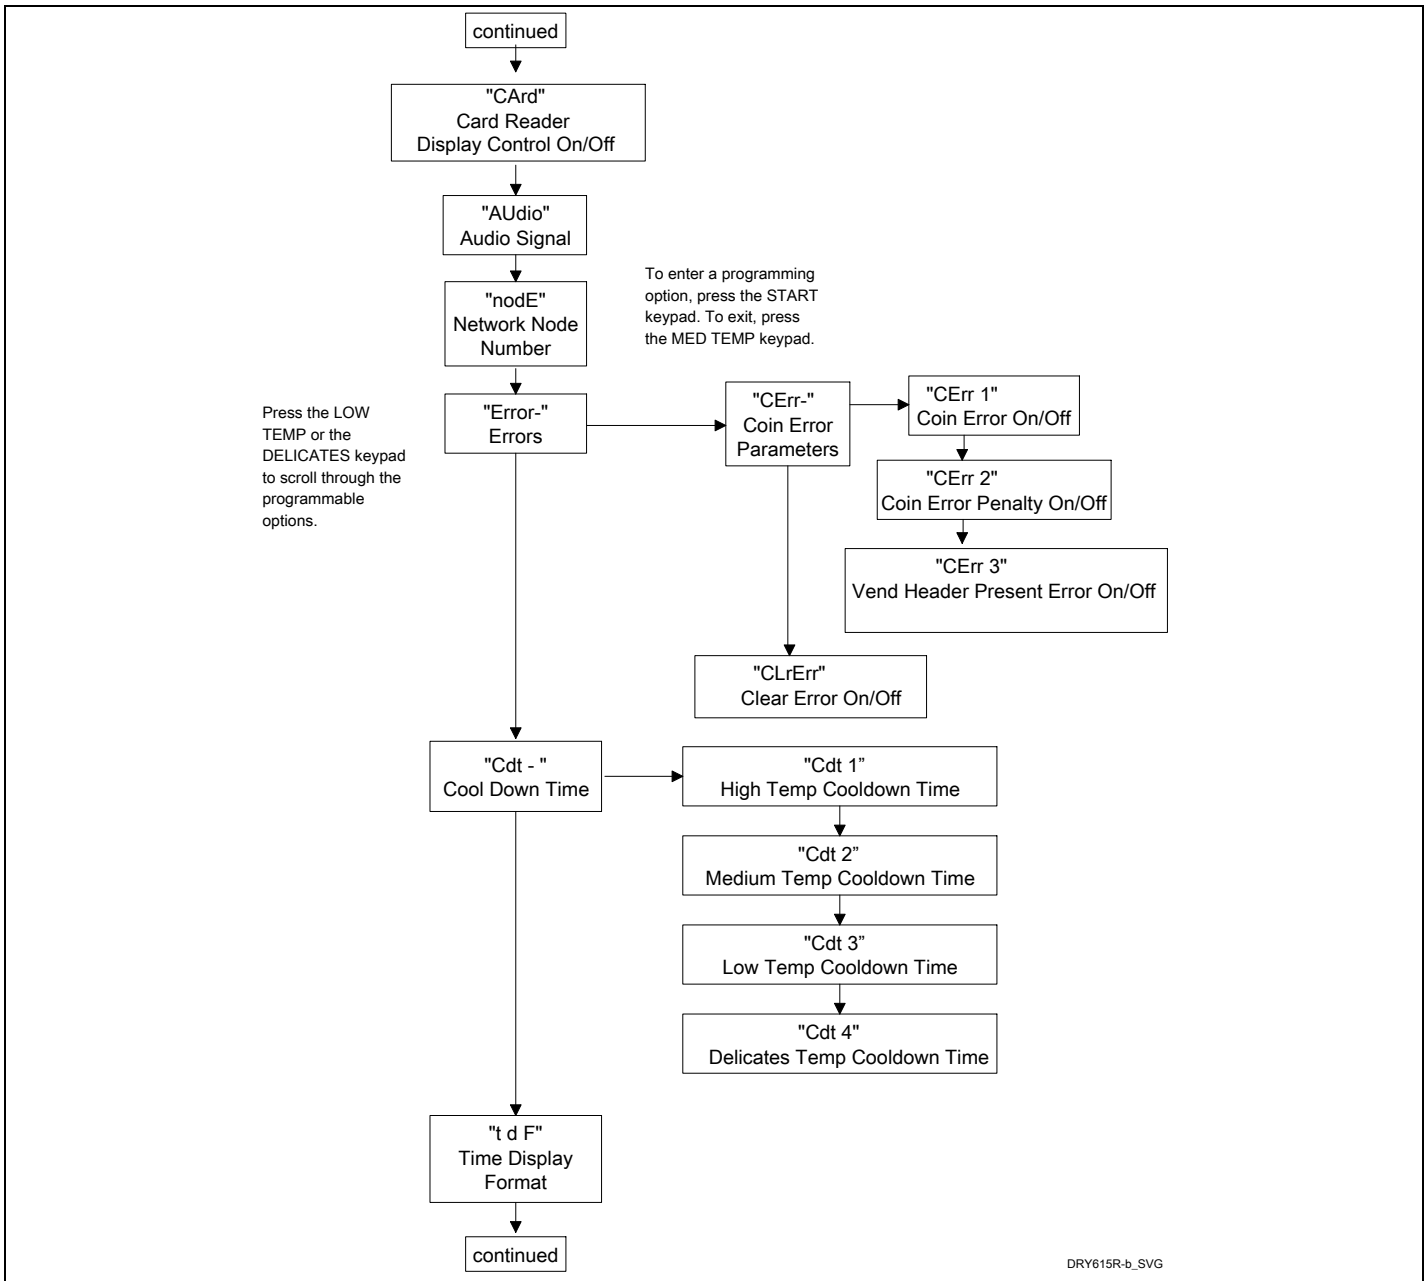 continued
"CArd"
Card Reader
Display Control On/Off
"AUdio"
Audio Signal
"nodE"
Network Node
Number
To enter a programming
option, press the START
keypad. To exit, press
the MED TEMP keypad.
Press the LOW
TEMP or the
DELICATES keypad
to scroll through the
programmable
options.
"Error-"
Errors
"CErr-"
Coin Error
Parameters
"CErr 1"
Coin Error On/Off
"CErr 2"
Coin Error Penalty On/Off
"CErr 3"
Vend Header Present Error On/Off
"CLrErr"
Clear Error On/Off
"Cdt - "
Cool Down Time
"Cdt 1”
High Temp Cooldown Time
"Cdt 2”
Medium Temp Cooldown Time
"Cdt 3”
Low Temp Cooldown Time
"Cdt 4"
Delicates Temp Cooldown Time
"t d F"
Time Display
Format
continued
DRY615R-b_SVG